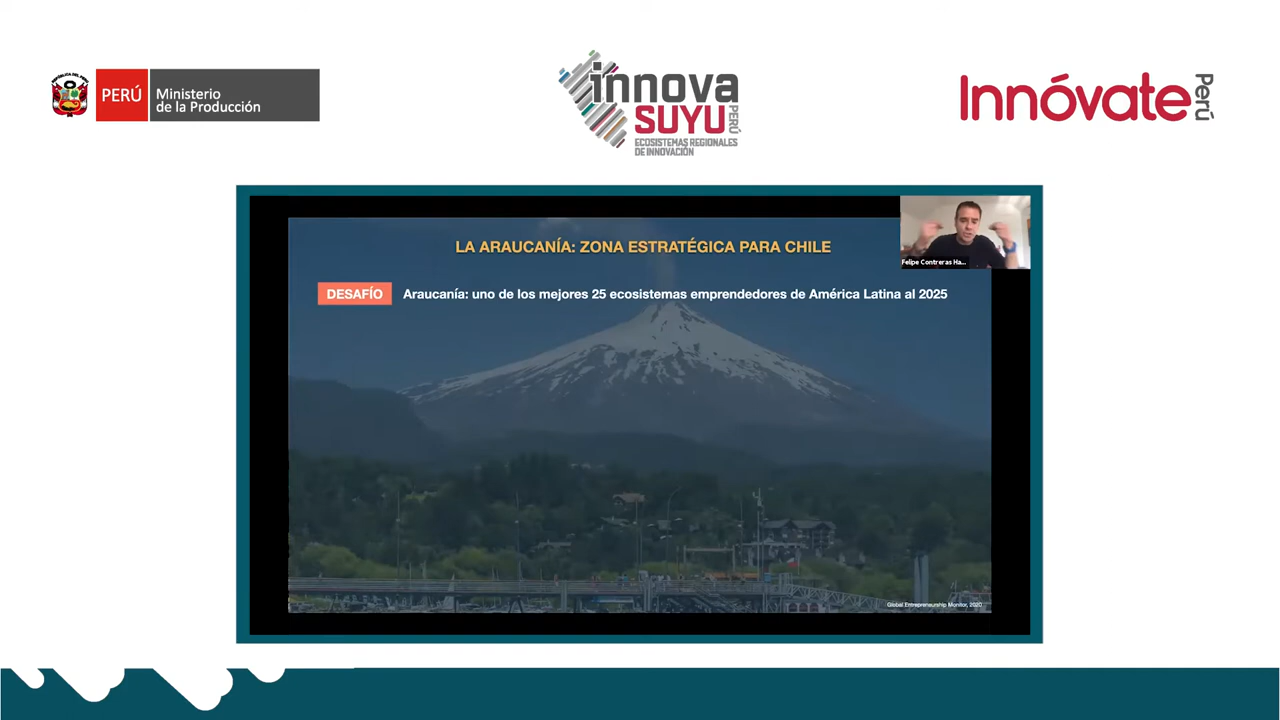 PERÚ
Ministerio
de la Producción
innova
SUYU
PERÚ
ECOSISTEMAS REGIONALES
DE INNOVACIÓN
Innóvate
Perú
LA ARAUCANÍA: ZONA ESTRATÉGICA PARA CHILE
Felipe Contreras Ha...
DESAFÍO Araucanía: uno de los mejores 25 ecosistemas emprendedores de América Latina al 2025
Global Entrepreneurship Monitor, 2020